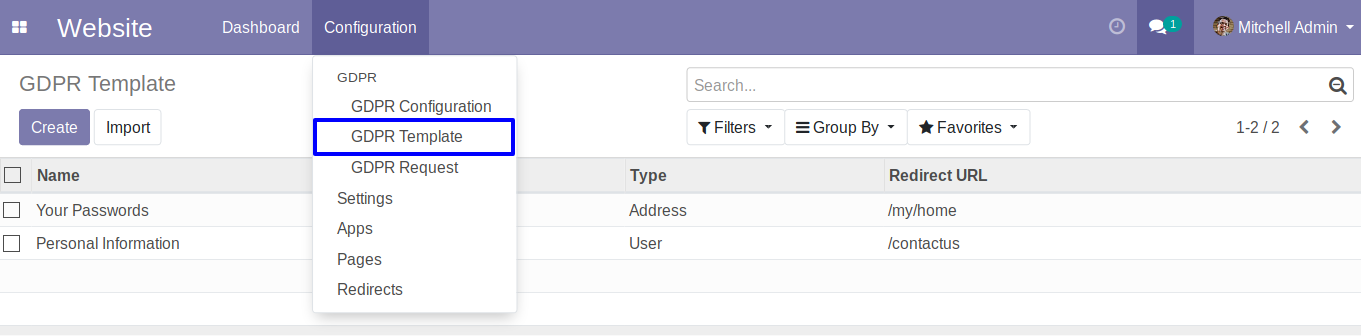 Website Dashboard Configuration 1 Mitchell Admin
GDPR Template
Search...
Create Import
Filters Group By Favorites 1-2 / 2
GDPR
GDPR Configuration
GDPR Template
GDPR Request
Settings
Apps
Pages
Redirects
Name Type Redirect URL
Your Passwords Address /my/home
Personal Information User /contactus